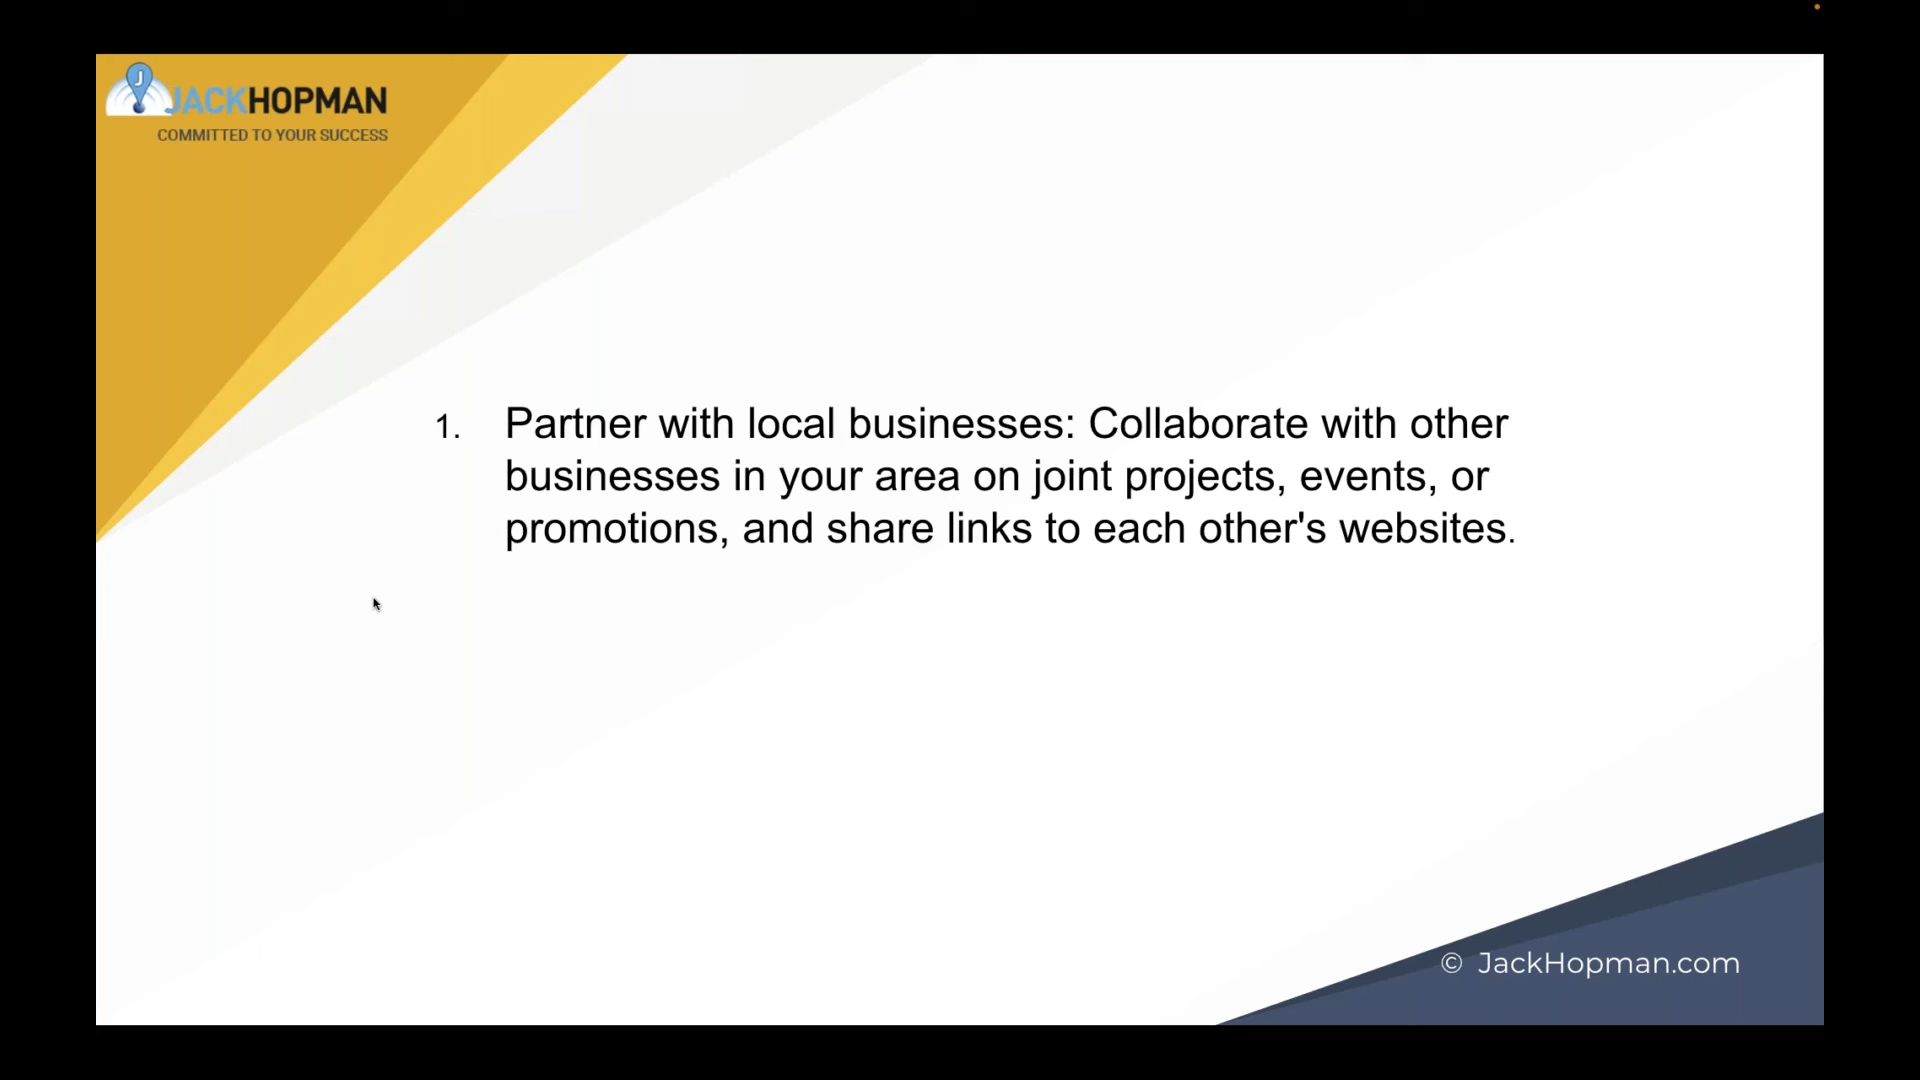 J
JACKHOPMAN
COMMITTED TO YOUR SUCCESS
1. Partner with local businesses: Collaborate with other
businesses in your area on joint projects, events, or
promotions, and share links to each other's websites.
© JackHopman.com